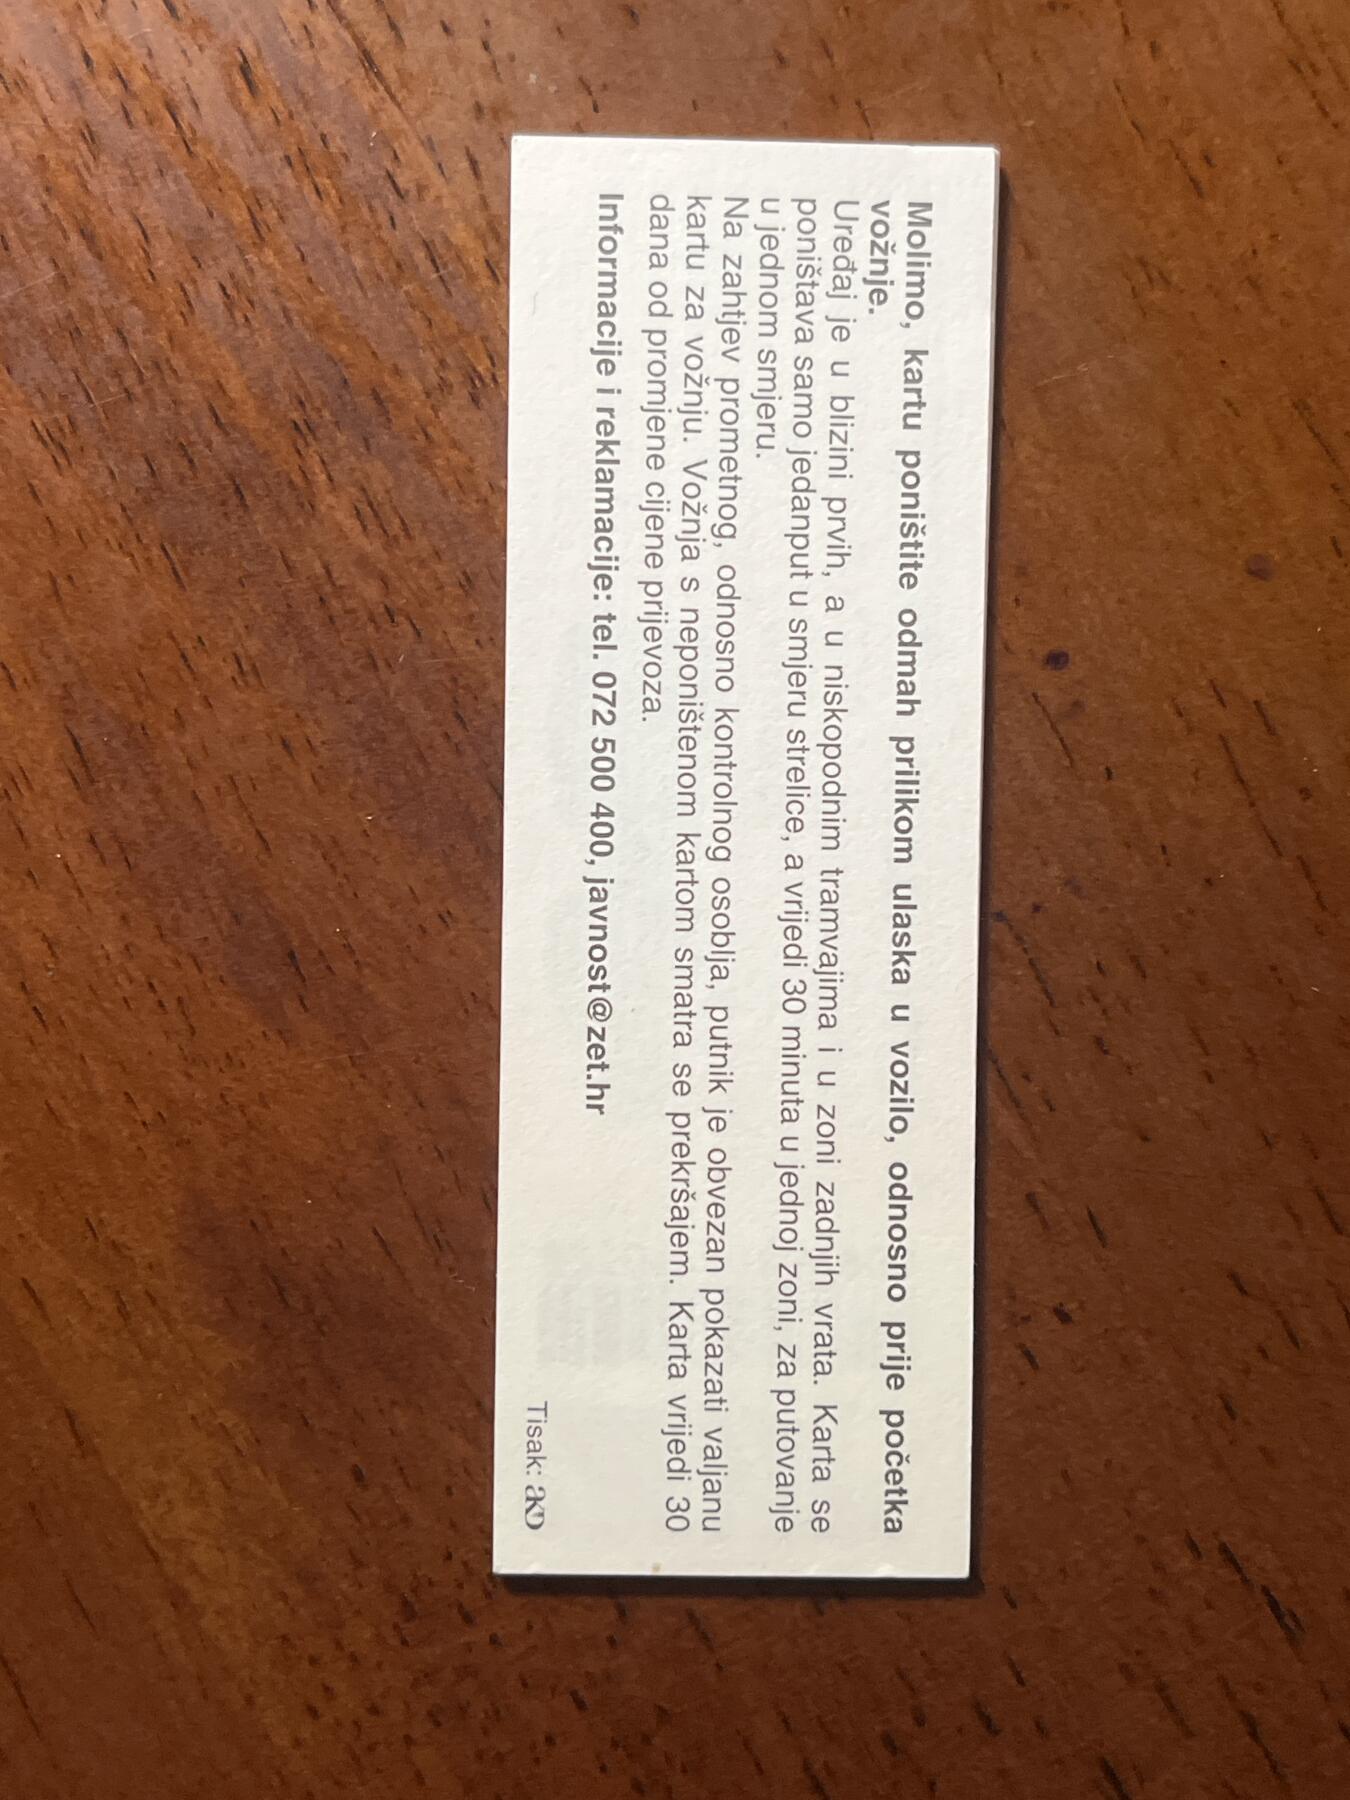 Molimo, kartu poništite odmah prilikom ulaska u vozilo, odnosno prije početka
vožnje.
Uređaj je u blizini prvih, a u niskopodnim tramvajima i u zoni zadnjih vrata. Karta se
poništava samo jedanput u smjeru strelice, a vrijedi 30 minuta u jednoj zoni, za putovanje
u jednom smjeru.
Na zahtjev prometnog, odnosno kontrolnog osoblja, putnik je obvezan pokazati valjanu
kartu za vožnju. Vožnja s neponištenom kartom smatra se prekršajem. Karta vrijedi 30
dana od promjene cijene prijevoza.
Informacije i reklamacije: tel. 072 500 400, javnost@zet.hr
Tisak: AKD